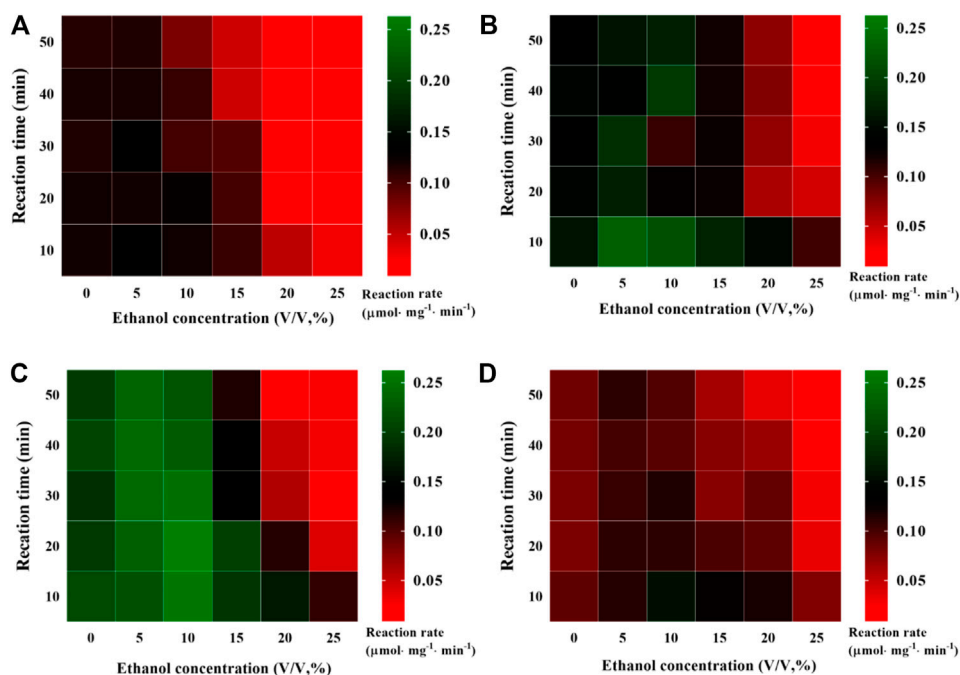 A
Recation time (min)
50
40
30
20
10
0 5 10 15 20 25
Ethanol concentration (V/V,%)
0.25
0.20
0.15
0.10
0.05
Reaction rate
(μmol· mg⁻¹· min⁻¹)
B
Recation time (min)
50
40
30
20
10
0 5 10 15 20 25
Ethanol concentration (V/V,%)
0.25
0.20
0.15
0.10
0.05
Reaction rate
(μmol· mg⁻¹· min⁻¹)
C
Recation time (min)
50
40
30
20
10
0 5 10 15 20 25
Ethanol concentration (V/V,%)
0.25
0.20
0.15
0.10
0.05
Reaction rate
(μmol· mg⁻¹· min⁻¹)
D
Recation time (min)
50
40
30
20
10
0 5 10 15 20 25
Ethanol concentration (V/V,%)
0.25
0.20
0.15
0.10
0.05
Reaction rate
(μmol· mg⁻¹· min⁻¹)